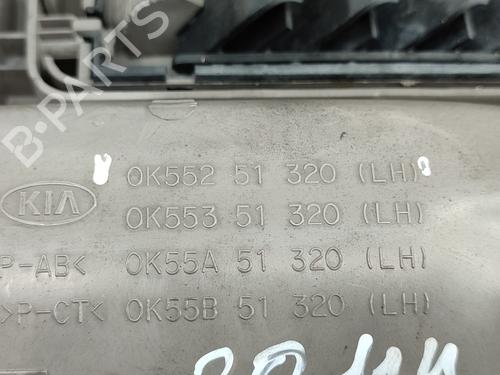 B-PARTS
0K552 51 320 (LH)
KIA
0K553 51 320 (LH)
P-AB< 0K55A 51 320 (LH)
>P-CT< 0K55B 51 320 (LH)